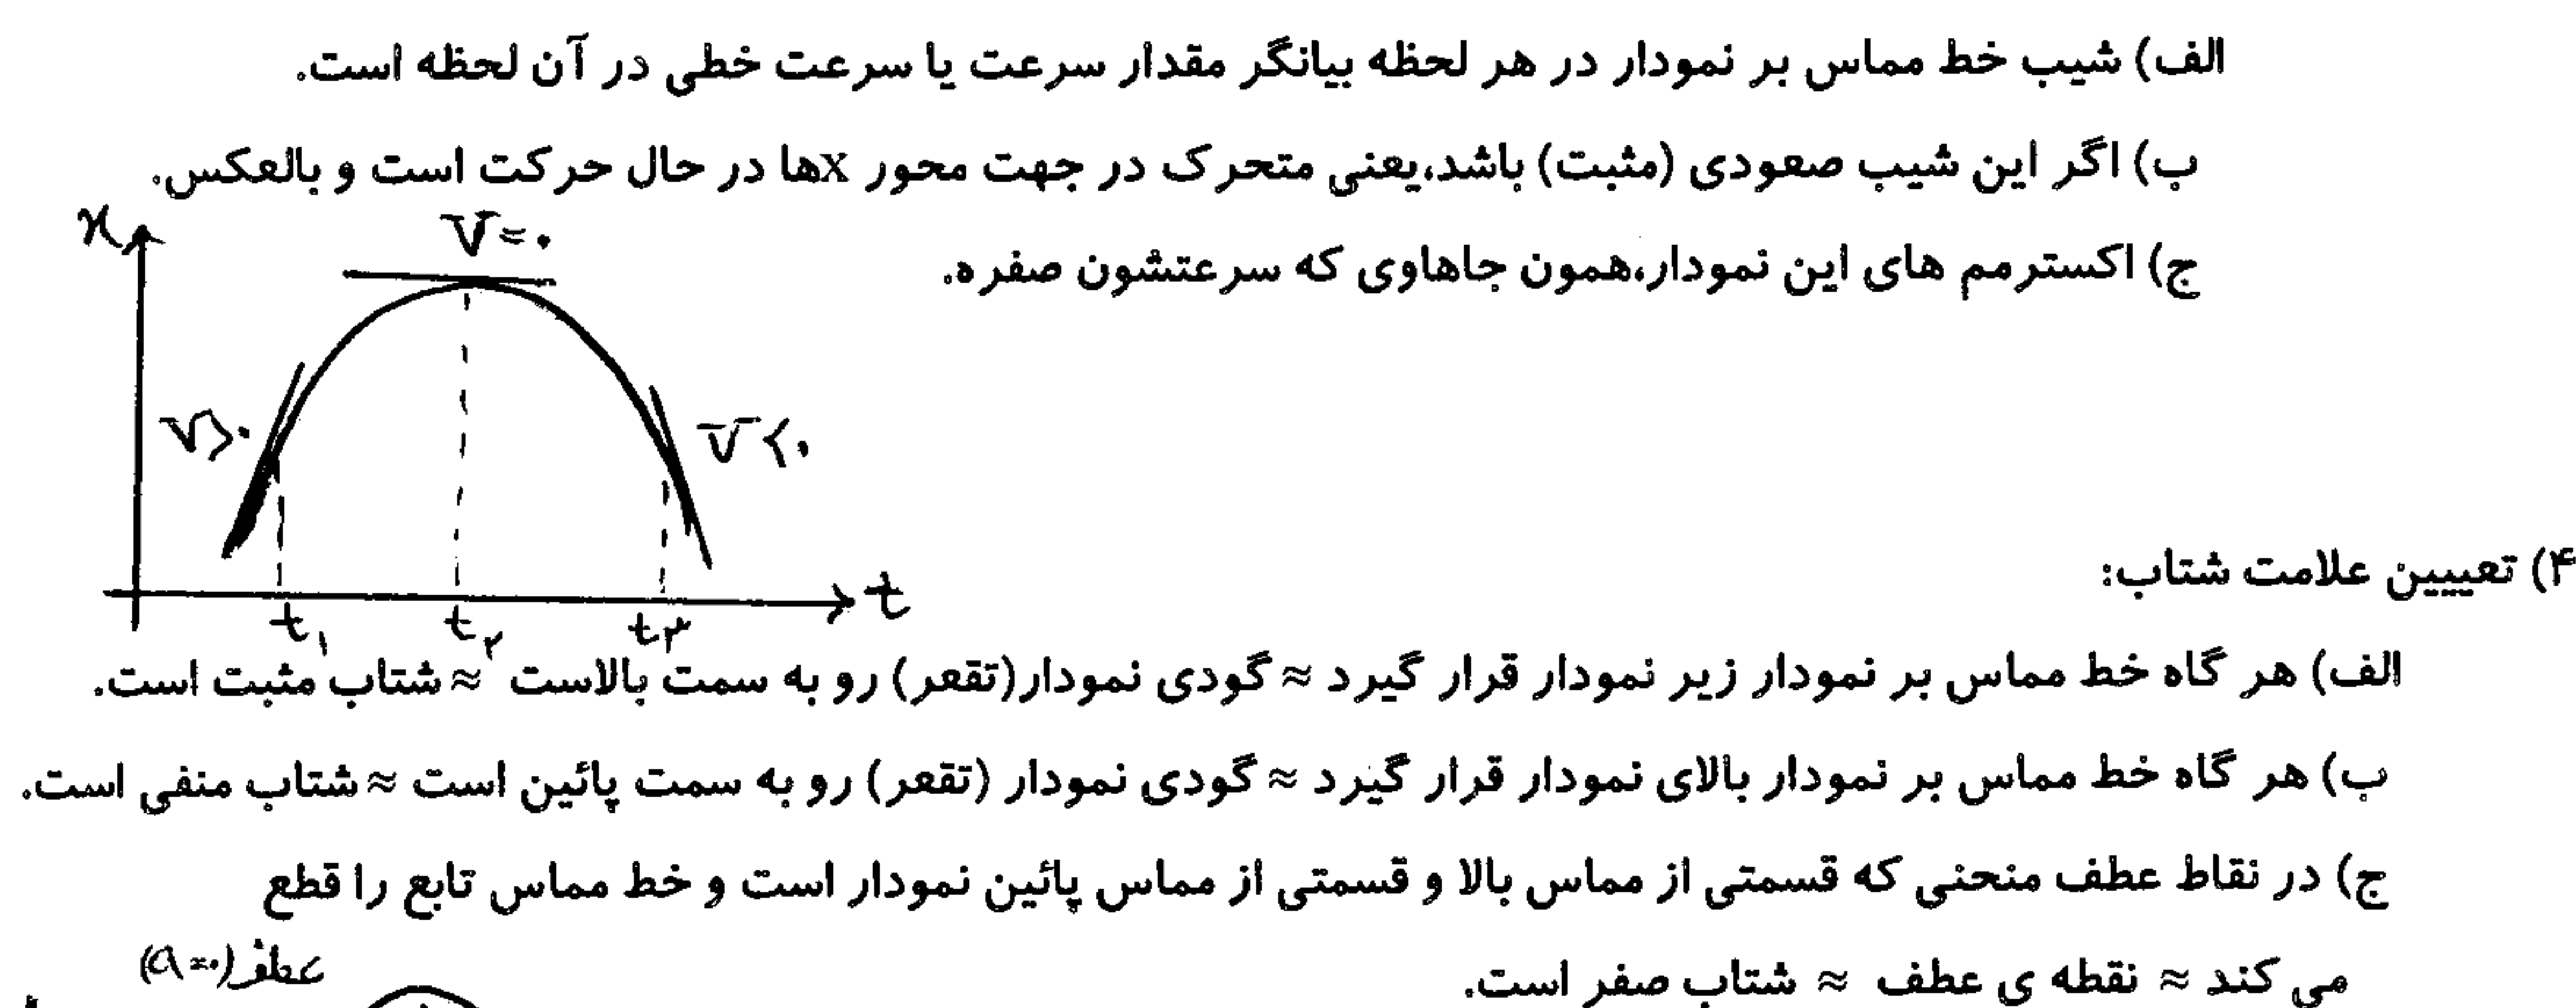 الف) شیب خط مماس بر نمودار در هر لحظه بیانگر مقدار سرعت یا سرعت خطی در آن لحظه است.
ب) اگر این شیب صعودی (مثبت) باشد،یعنی متحرک در جهت محور xها در حال حرکت است و بالعکس.
ج) اکسترمم های این نمودار،همون جاهاوی که سرعتشون صفره.
x
V=۰
V>۰
V<۰
t
t۱
t۲
t۳
۴) تعییین علامت شتاب:
الف) هر گاه خط مماس بر نمودار زیر نمودار قرار گیرد ≈ گودی نمودار(تقعر) رو به سمت بالاست ≈ شتاب مثبت است.
ب) هر گاه خط مماس بر نمودار بالای نمودار قرار گیرد ≈ گودی نمودار (تقعر) رو به سمت پائین است ≈ شتاب منفی است.
ج) در نقاط عطف منحنی که قسمتی از مماس بالا و قسمتی از مماس پائین نمودار است و خط مماس تابع را قطع
می کند ≈ نقطه ی عطف ≈ شتاب صفر است.
عطف (a=۰)